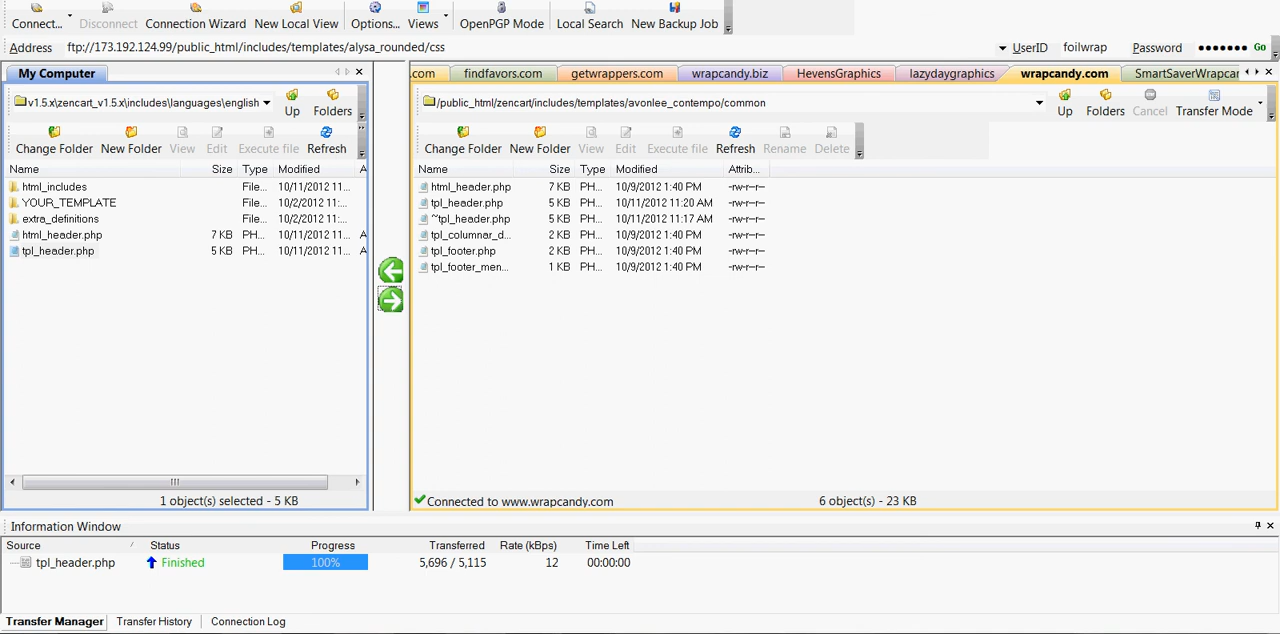 Connect... Disconnect Connection Wizard New Local View Options... Views OpenPGP Mode Local Search New Backup Job
Address ftp://173.192.124.99/public_html/includes/templates/alysa_rounded/css UserID foilwrap Password ●●●●●●● Go
My Computer
v1.5.x\zencart_v1.5.x\includes\languages\english Up Folders
Change Folder New Folder View Edit Execute file Refresh
Name Size Type Modified A
html_includes File... 10/11/2012 11...
YOUR_TEMPLATE File... 10/2/2012 11:...
extra_definitions File... 10/2/2012 11:...
html_header.php 7 KB PH... 10/11/2012 11... A
tpl_header.php 5 KB PH... 10/11/2012 11... A
1 object(s) selected - 5 KB
.com findfavors.com getwrappers.com wrapcandy.biz HevensGraphics lazydaygraphics wrapcandy.com SmartSaverWrapcar
/public_html/zencart/includes/templates/avonlee_contempo/common Up Folders Cancel Transfer Mode
Change Folder New Folder View Edit Execute file Refresh Rename Delete
Name Size Type Modified Attrib...
html_header.php 7 KB PH... 10/9/2012 1:40 PM -rw-r--r--
tpl_header.php 5 KB PH... 10/11/2012 11:20 AM -rw-r--r--
~tpl_header.php 5 KB PH... 10/11/2012 11:17 AM -rw-r--r--
tpl_columnar_d... 2 KB PH... 10/9/2012 1:40 PM -rw-r--r--
tpl_footer.php 2 KB PH... 10/9/2012 1:40 PM -rw-r--r--
tpl_footer_men... 1 KB PH... 10/9/2012 1:40 PM -rw-r--r--
Connected to www.wrapcandy.com 6 object(s) - 23 KB
Information Window
Source Status Progress Transferred Rate (kBps) Time Left
tpl_header.php Finished 100% 5,696 / 5,115 12 00:00:00
Transfer Manager Transfer History Connection Log